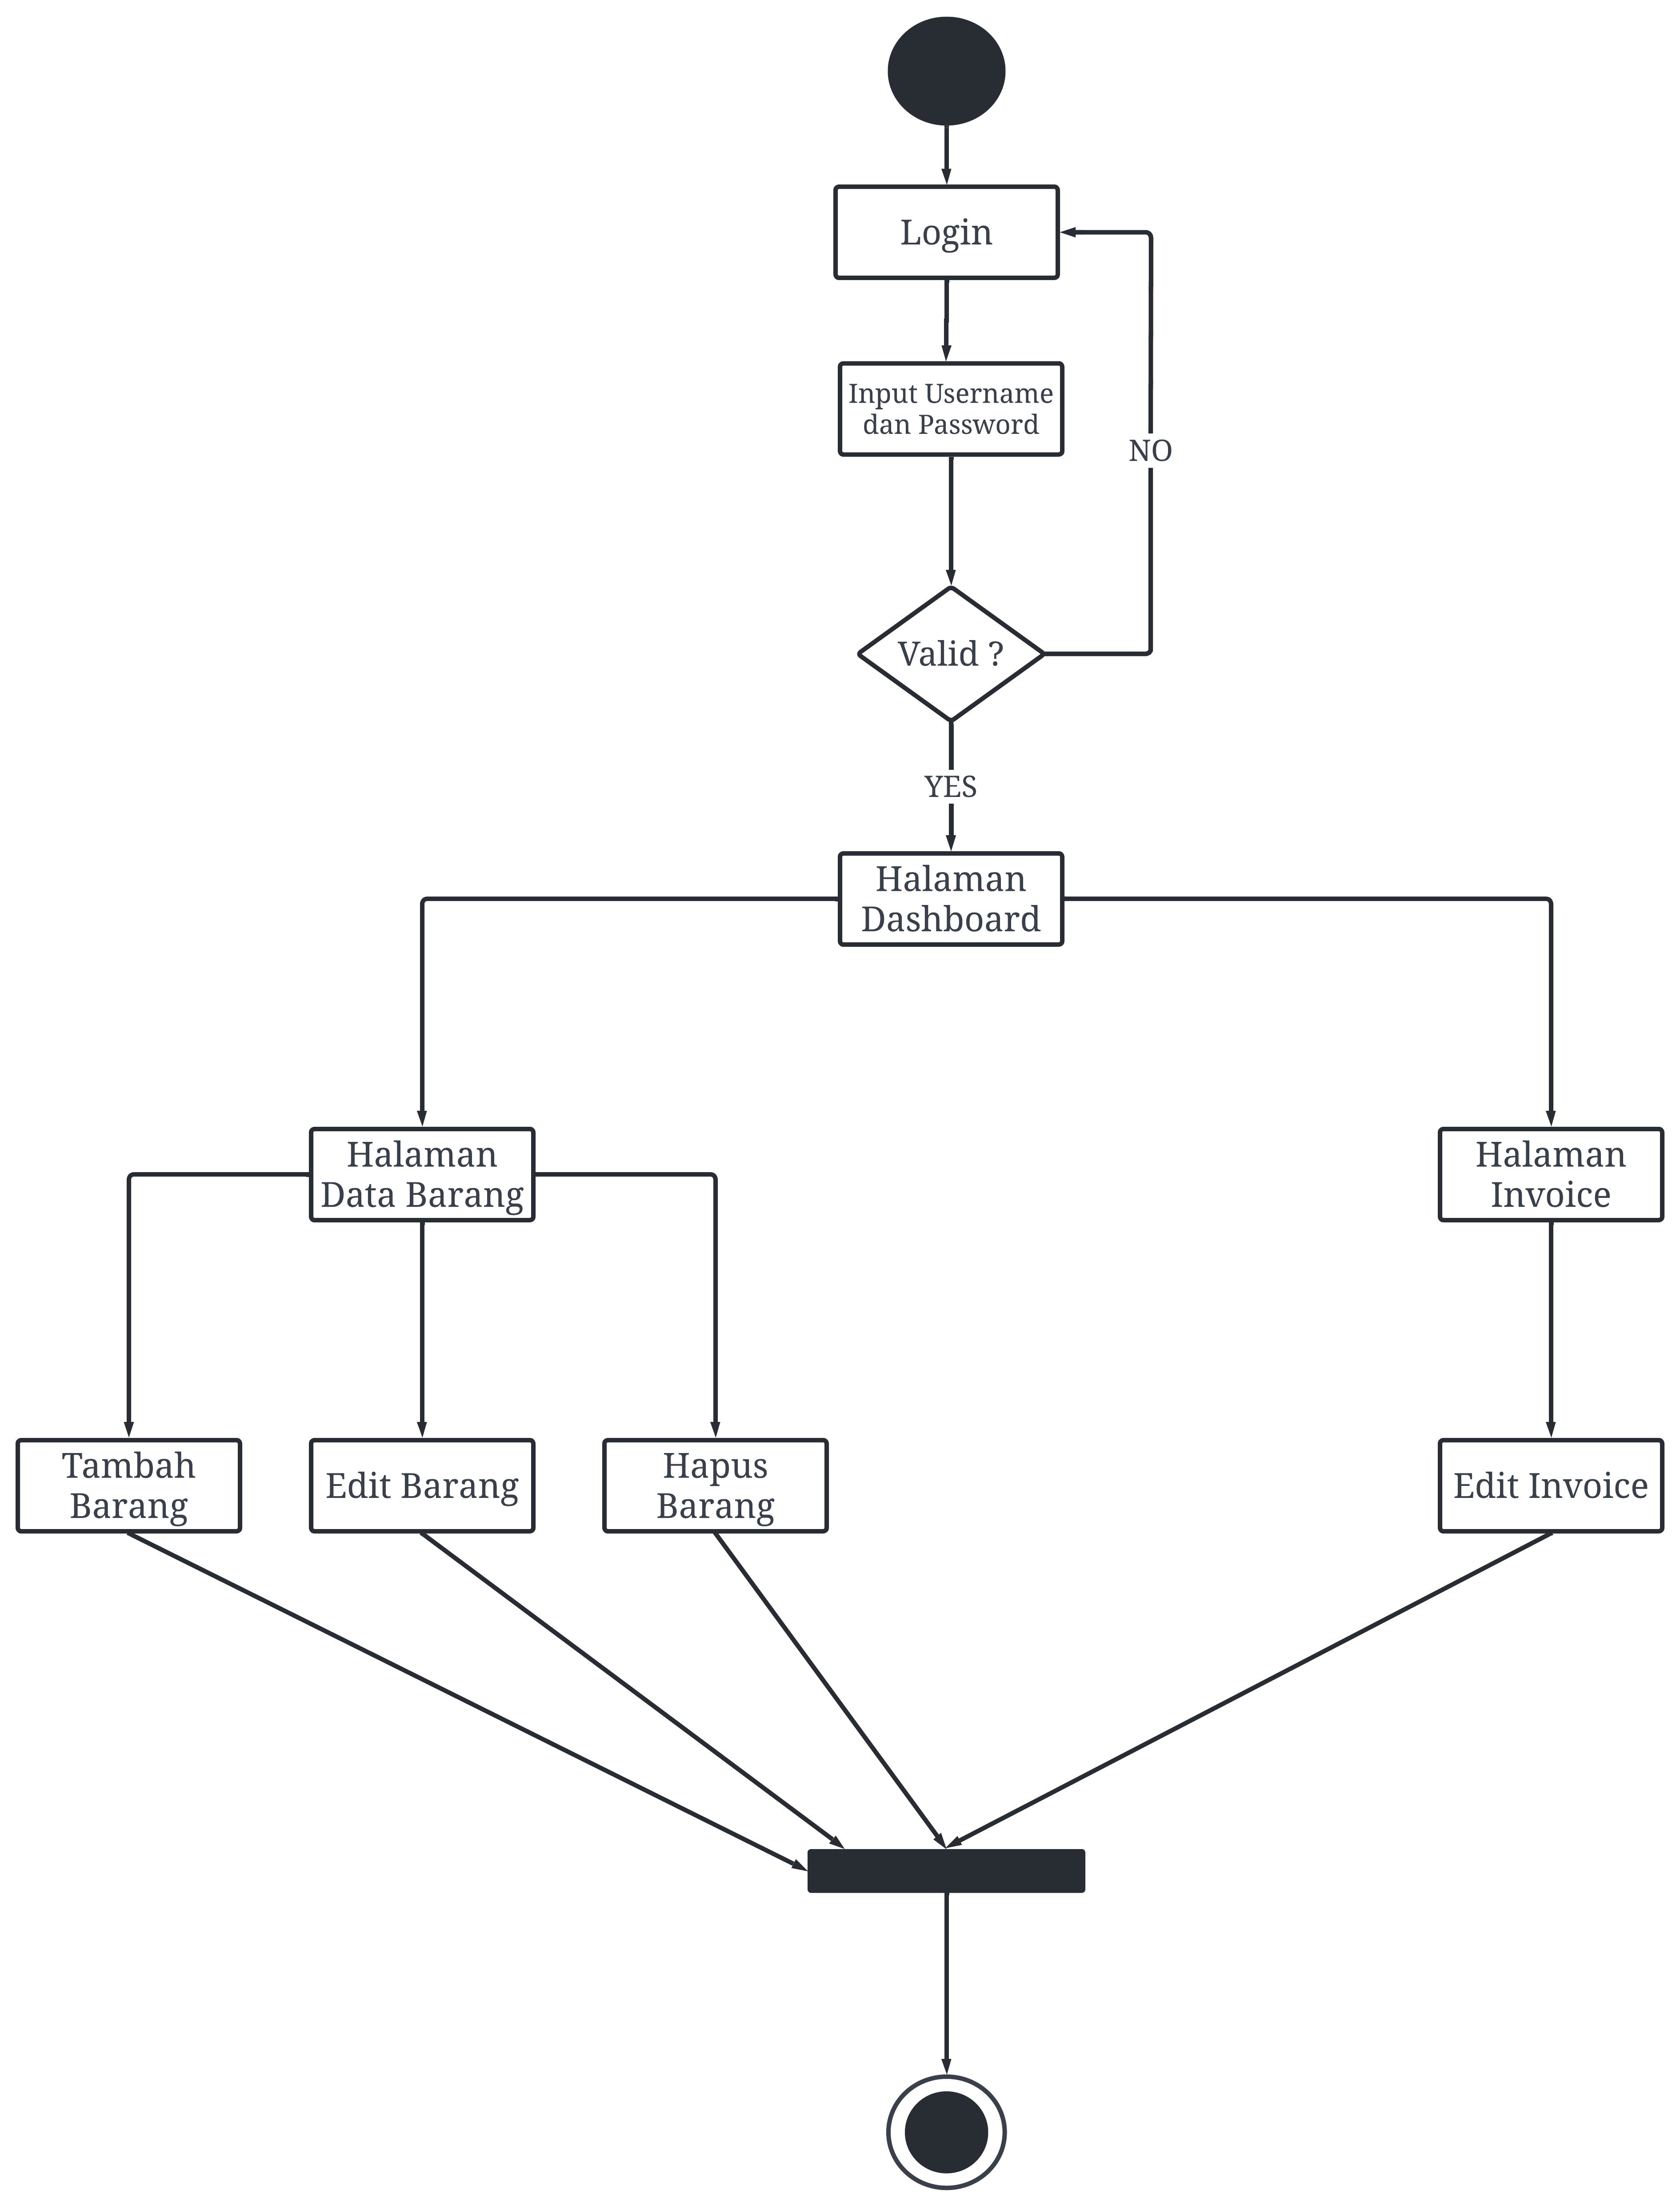 Login
Input Username
dan Password
NO
Valid ?
YES
Halaman
Dashboard
Halaman
Data Barang
Halaman
Invoice
Tambah
Barang
Edit Barang
Hapus
Barang
Edit Invoice